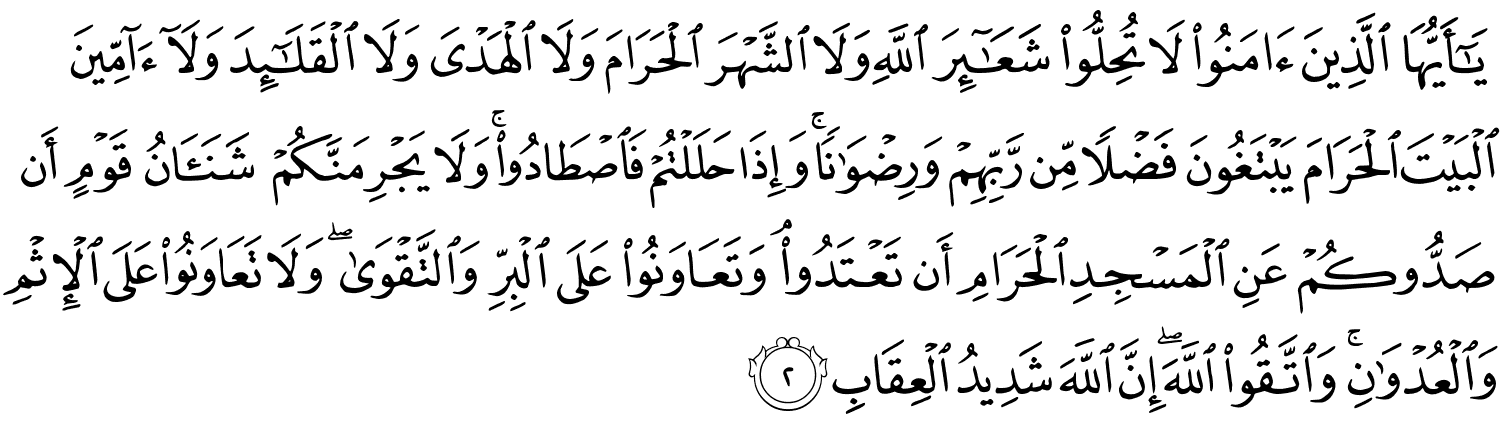 يَـٰٓأَيُّهَا ٱلَّذِينَ ءَامَنُوا۟ لَا تُحِلُّوا۟ شَعَـٰٓئِرَ ٱللَّهِ وَلَا ٱلشَّهْرَ ٱلْحَرَامَ وَلَا ٱلْهَدْىَ وَلَا ٱلْقَلَـٰٓئِدَ وَلَآ ءَآمِّينَ
ٱلْبَيْتَ ٱلْحَرَامَ يَبْتَغُونَ فَضْلًا مِّن رَّبِّهِمْ وَرِضْوَٰنًا ۚ وَإِذَا حَلَلْتُمْ فَٱصْطَادُوا۟ ۚ وَلَا يَجْرِمَنَّكُمْ شَنَـَٔانُ قَوْمٍ أَن
صَدُّوكُمْ عَنِ ٱلْمَسْجِدِ ٱلْحَرَامِ أَن تَعْتَدُوا۟ ۘ وَتَعَاوَنُوا۟ عَلَى ٱلْبِرِّ وَٱلتَّقْوَىٰ ۖ وَلَا تَعَاوَنُوا۟ عَلَى ٱلْإِثْمِ
وَٱلْعُدْوَٰنِ ۚ وَٱتَّقُوا۟ ٱللَّهَ ۖ إِنَّ ٱللَّهَ شَدِيدُ ٱلْعِقَابِ ٢